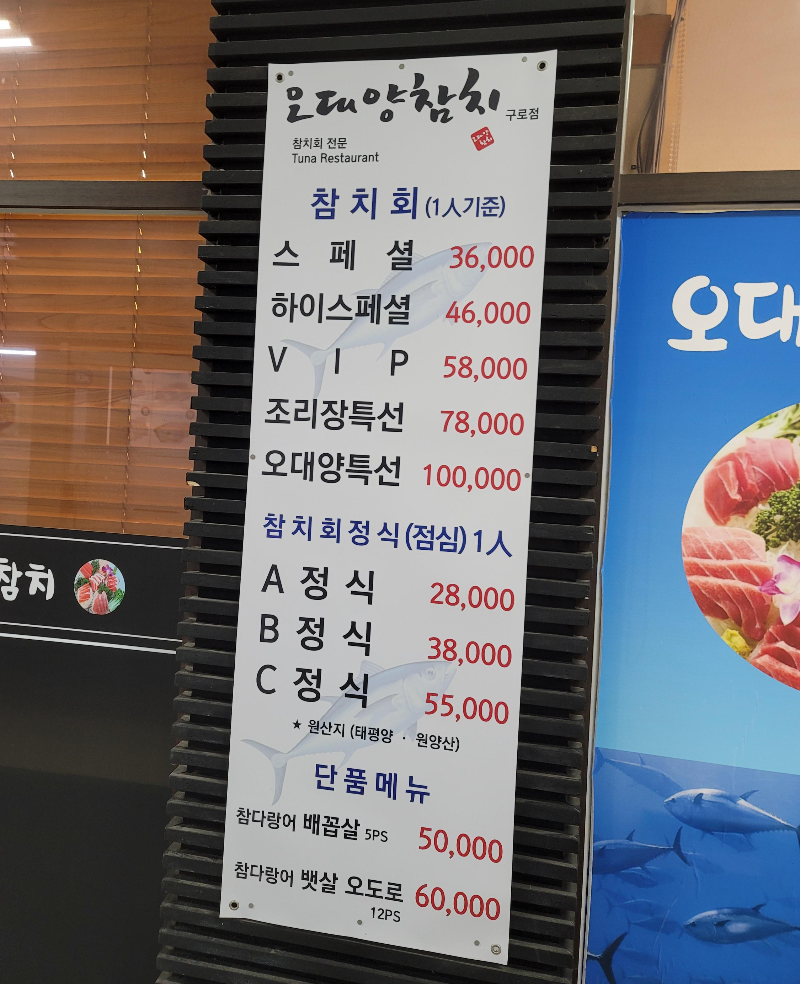 오대양참치 구로점
오대양
참치
참치회 전문
Tuna Restaurant
참 치 회 (1人기준)
스 페 셜 36,000
하이스페셜 46,000
V I P 58,000
조리장특선 78,000
오대양특선 100,000
참 치 회 정 식 (점심) 1人
A 정 식 28,000
B 정 식 38,000
C 정 식 55,000
★ 원산지 (태평양 · 원양산)
단 품 메 뉴
참다랑어 배꼽살 5PS 50,000
참다랑어 뱃살 오도로 60,000
12PS
참치
오대